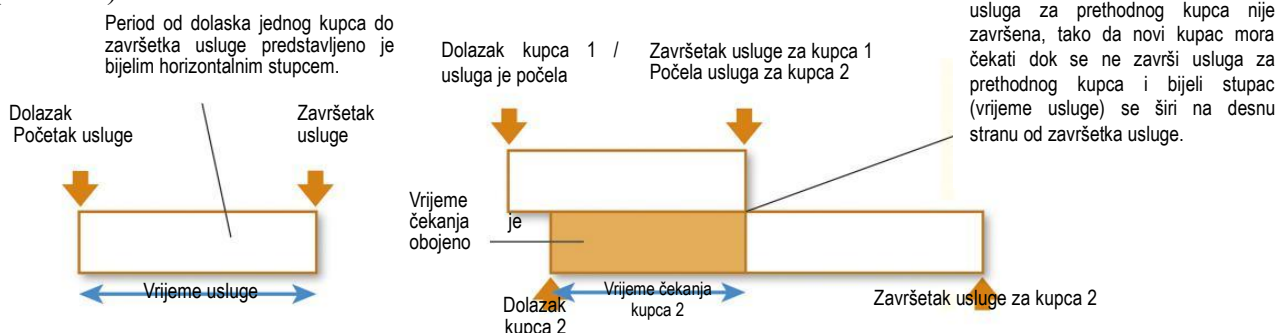 Period od dolaska jednog kupca do
završetka usluge predstavljeno je
bijelim horizontalnim stupcem.
Dolazak
Početak usluge
Završetak
usluge
Vrijeme usluge
Dolazak kupca 1 /
usluga je počela
Završetak usluge za kupca 1
Počela usluga za kupca 2
usluga za prethodnog kupca nije
završena, tako da novi kupac mora
čekati dok se ne završi usluga za
prethodnog kupca i bijeli stupac
(vrijeme usluge) se širi na desnu
stranu od završetka usluge.
Vrijeme
čekanja je
obojeno
Dolazak
kupca 2
Vrijeme čekanja
kupca 2
Završetak usluge za kupca 2